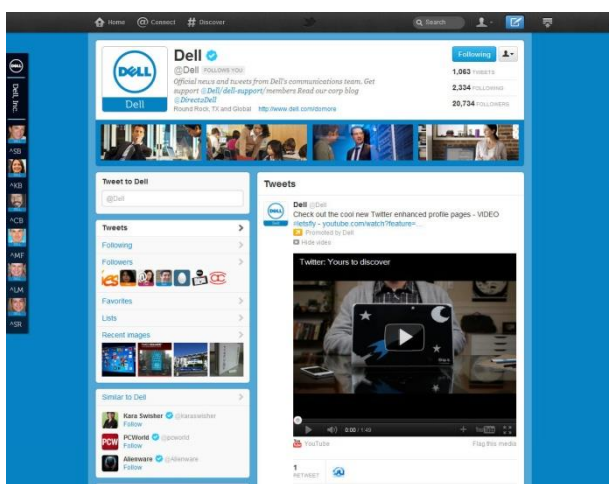 Home @ Connect # Discover
Search
Dell, Inc.
^SB
^KB
^CB
^MF
^LM
^SR
DELL
Dell
Dell
@Dell FOLLOWS YOU
Official news and tweets from Dell's communications team. Get
support @Dell/dell-support/members Read our corp blog
@Direct2Dell
Round Rock, TX and Global http://www.dell.com/domore
Following
1,063 TWEETS
2,334 FOLLOWING
20,734 FOLLOWERS
Tweet to Dell
@Dell
Tweets
Following
Followers
Favorites
Lists
Recent images
Similar to Dell
Kara Swisher @karaswisher
Follow
PCW
PCWorld @pcworld
Follow
Alienware @Alienware
Follow
Tweets
Dell @Dell
Check out the cool new Twitter enhanced profile pages - VIDEO
#letsfly - youtube.com/watch?feature=...
Promoted by Dell
Hide video
Twitter: Yours to discover
0:00 / 1:43
YouTube
Flag this media
1
RETWEET